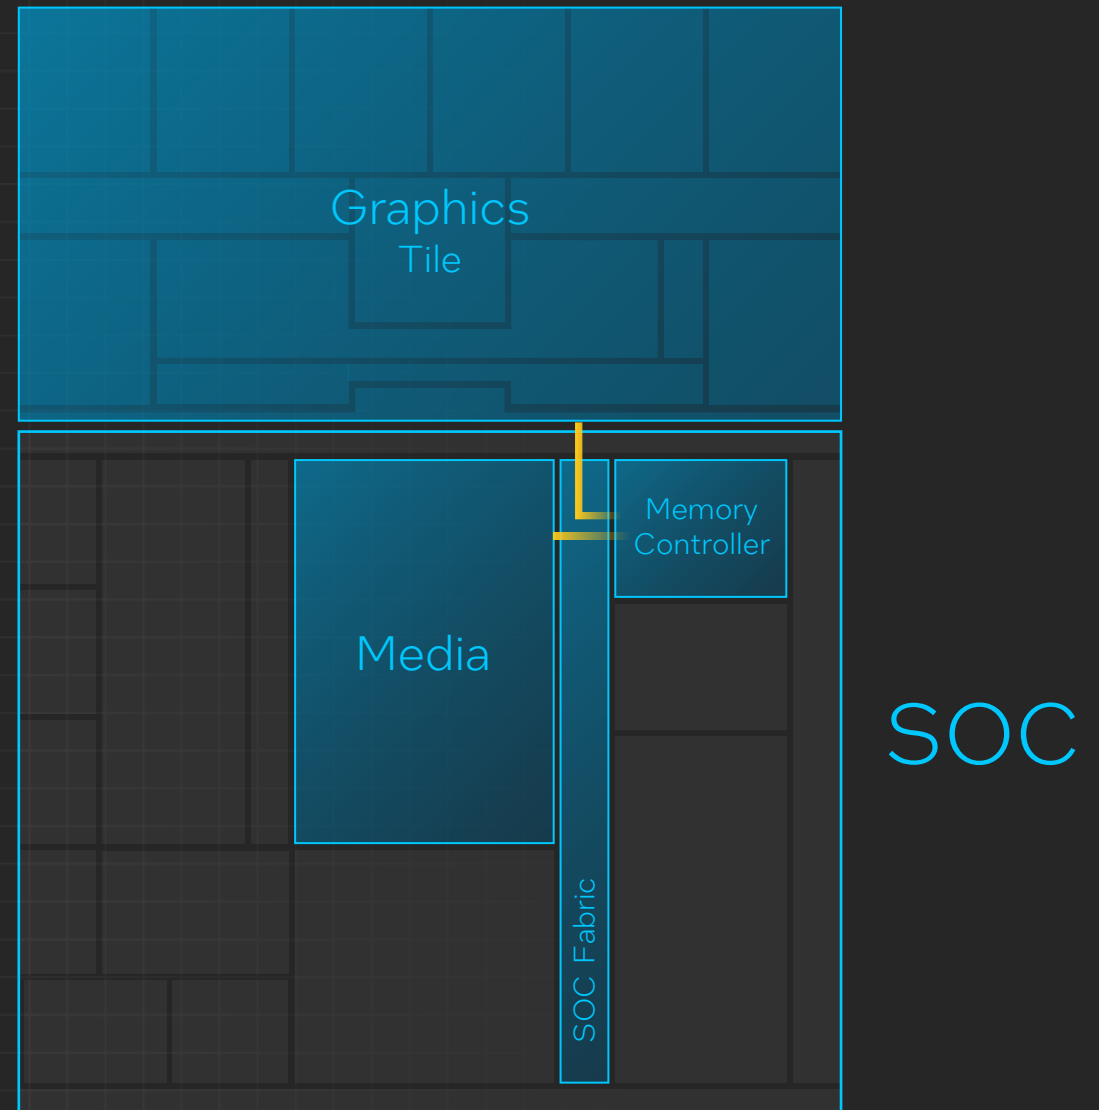 Graphics
Tile
Memory
Controller
Media
SOC
SOC Fabric